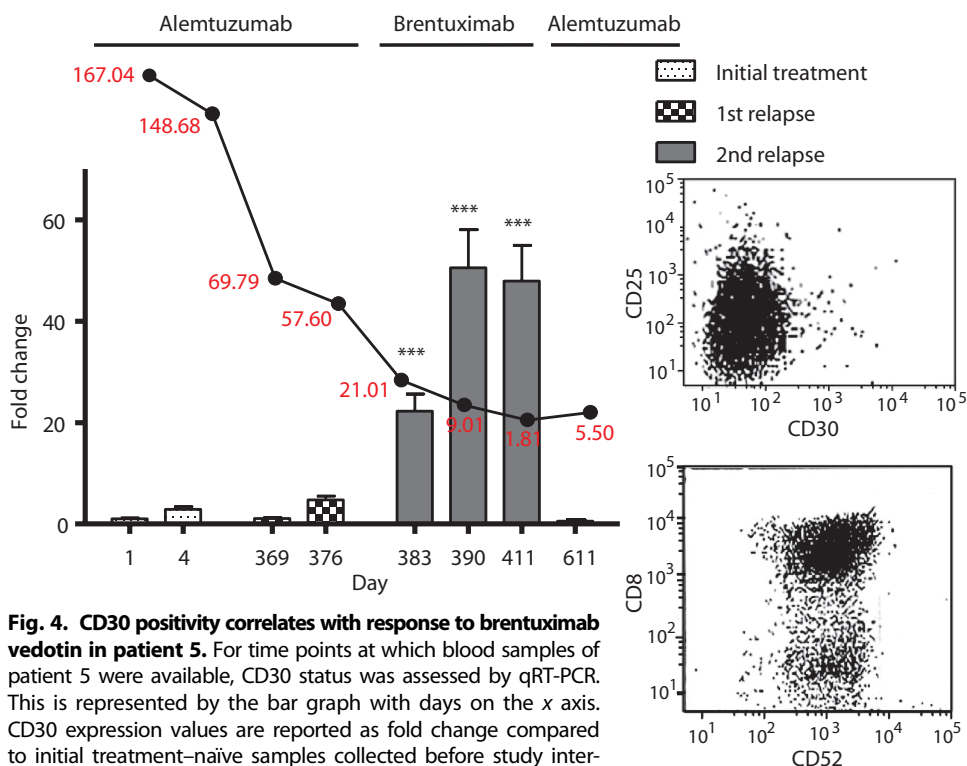 Alemtuzumab Brentuximab Alemtuzumab
167.04
148.68
69.79
57.60
21.01
9.01
1.81
5.50
Initial treatment
1st relapse
2nd relapse
Fold change
60
40
20
0
***
***
***
1 4 369 376 383 390 411 611
Day
CD25
10^5
10^4
10^3
10^2
10^1
10^1 10^2 10^3 10^4 10^5
CD30
CD8
10^5
10^4
10^3
10^2
10^1
10^1 10^2 10^3 10^4 10^5
CD52
Fig. 4. CD30 positivity correlates with response to brentuximab
vedotin in patient 5. For time points at which blood samples of
patient 5 were available, CD30 status was assessed by qRT-PCR.
This is represented by the bar graph with days on the x axis.
CD30 expression values are reported as fold change compared
to initial treatment–naïve samples collected before study inter-